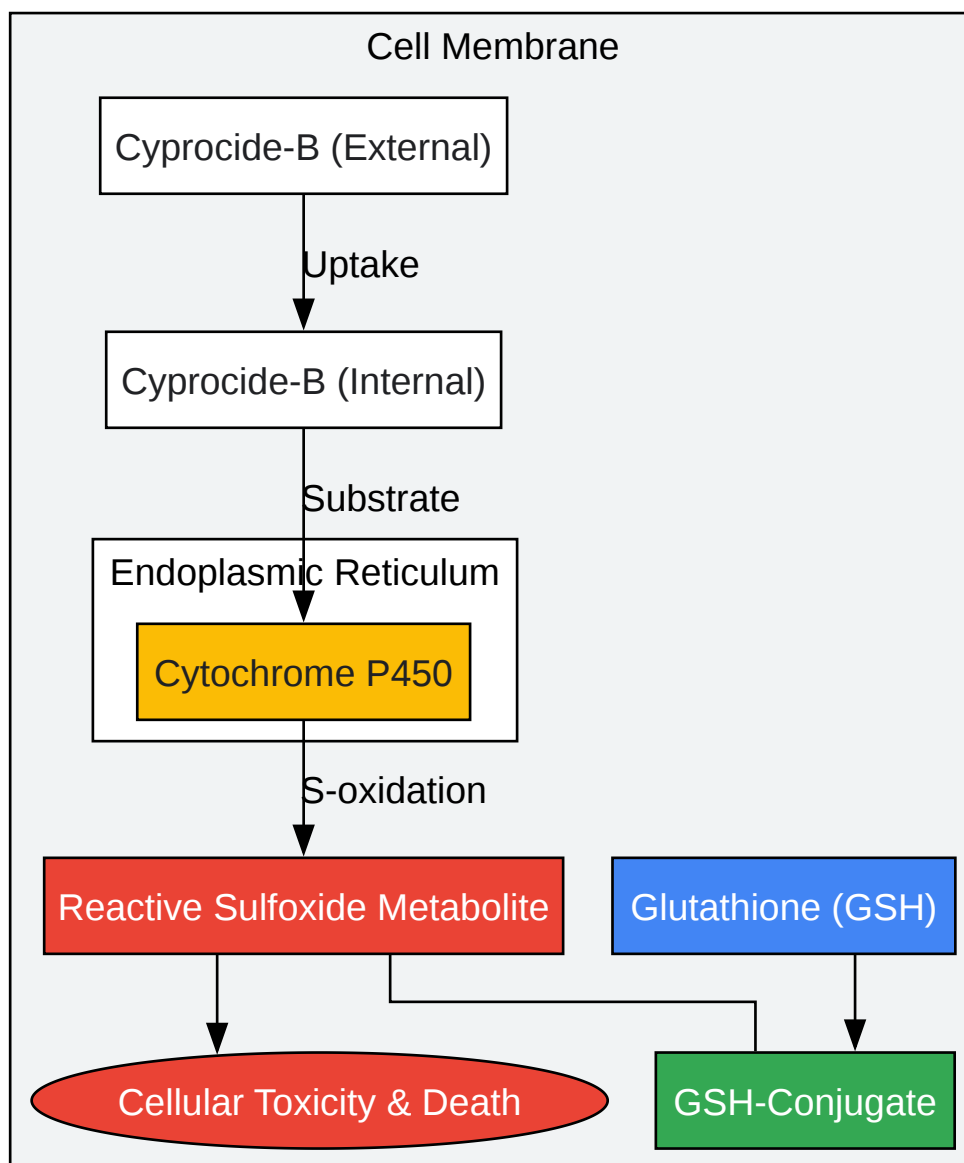 Cell Membrane
Cyprocide-B (External)
Uptake
Cyprocide-B (Internal)
Substrate
Endoplasmic Reticulum
Cytochrome P450
S-oxidation
Reactive Sulfoxide Metabolite
Glutathione (GSH)
Cellular Toxicity & Death
GSH-Conjugate